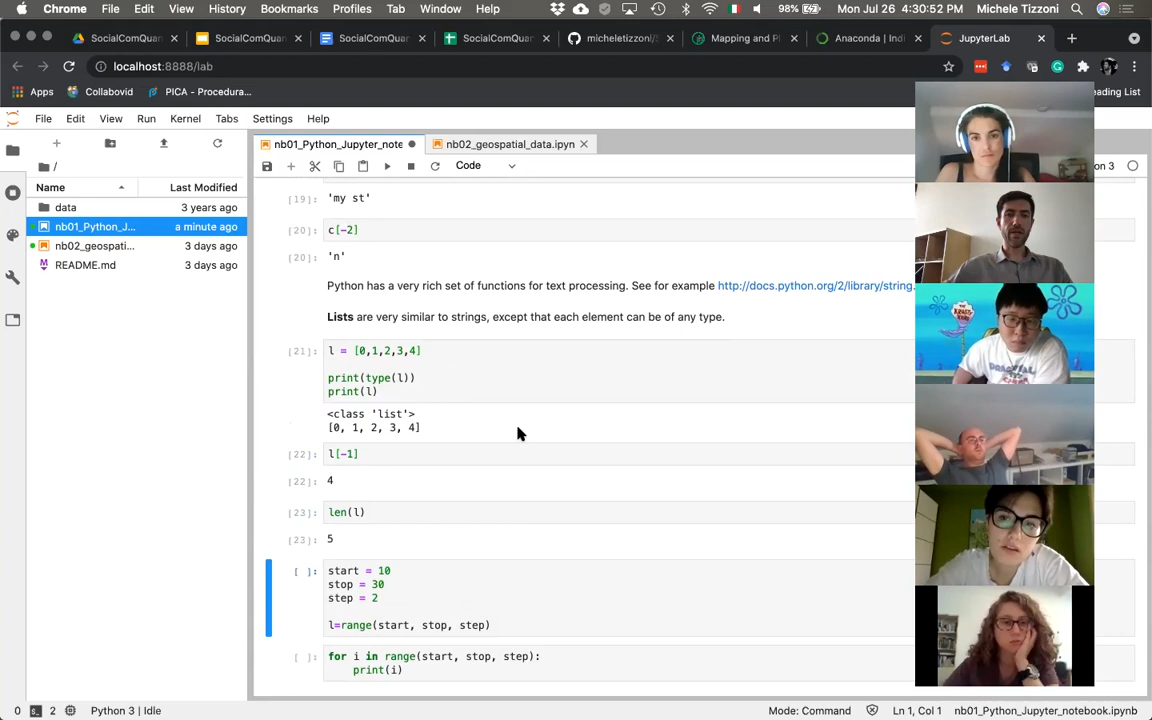 Chrome File Edit View History Bookmarks Profiles Tab Window Help 98% Mon Jul 26 4:30:52 PM Michele Tizzoni
SocialComQuar SocialComQuan SocialComQuar SocialComQuan micheletizzoni/S Mapping and Pl Anaconda | Indi JupyterLab
localhost:8888/lab
Apps Collabovid PICA - Procedura... eading List
File Edit View Run Kernel Tabs Settings Help
nb01_Python_Jupyter_note nb02_geospatial_data.ipyn
/ Code on 3
Name Last Modified
data 3 years ago
nb01_Python_J... a minute ago
nb02_geospati... 3 days ago
README.md 3 days ago
[19]: 'my st'
[20]: c[-2]
[20]: 'n'
Python has a very rich set of functions for text processing. See for example http://docs.python.org/2/library/string.
Lists are very similar to strings, except that each element can be of any type.
[21]: l = [0,1,2,3,4]
print(type(l))
print(l)
<class 'list'>
[0, 1, 2, 3, 4]
[22]: l[-1]
[22]: 4
[23]: len(l)
[23]: 5
[ ]: start = 10
stop = 30
step = 2
l=range(start, stop, step)
[ ]: for i in range(start, stop, step):
print(i)
0 2 Python 3 | Idle Mode: Command Ln 1, Col 1 nb01_Python_Jupyter_notebook.ipynb